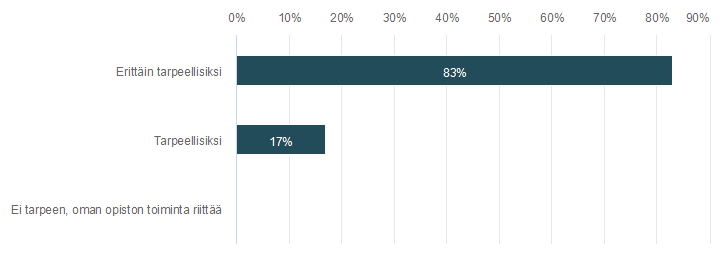 0% 10% 20% 30% 40% 50% 60% 70% 80% 90%
Erittäin tarpeellisiksi 83%
Tarpeellisiksi 17%
Ei tarpeen, oman opiston toiminta riittää